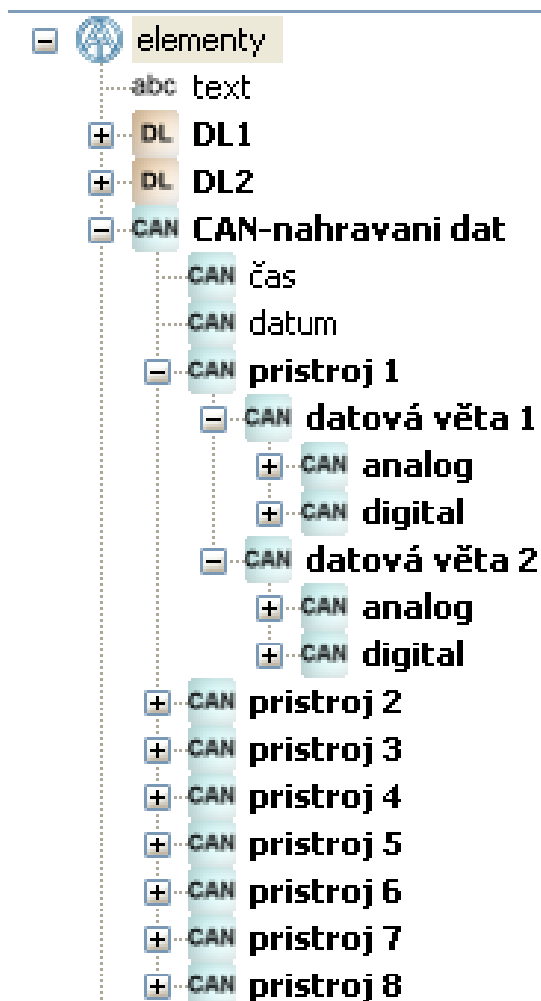 elementy
abc text
DL DL1
DL DL2
CAN CAN-nahravani dat
CAN čas
CAN datum
CAN pristroj 1
CAN datová věta 1
CAN analog
CAN digital
CAN datová věta 2
CAN analog
CAN digital
CAN pristroj 2
CAN pristroj 3
CAN pristroj 4
CAN pristroj 5
CAN pristroj 6
CAN pristroj 7
CAN pristroj 8